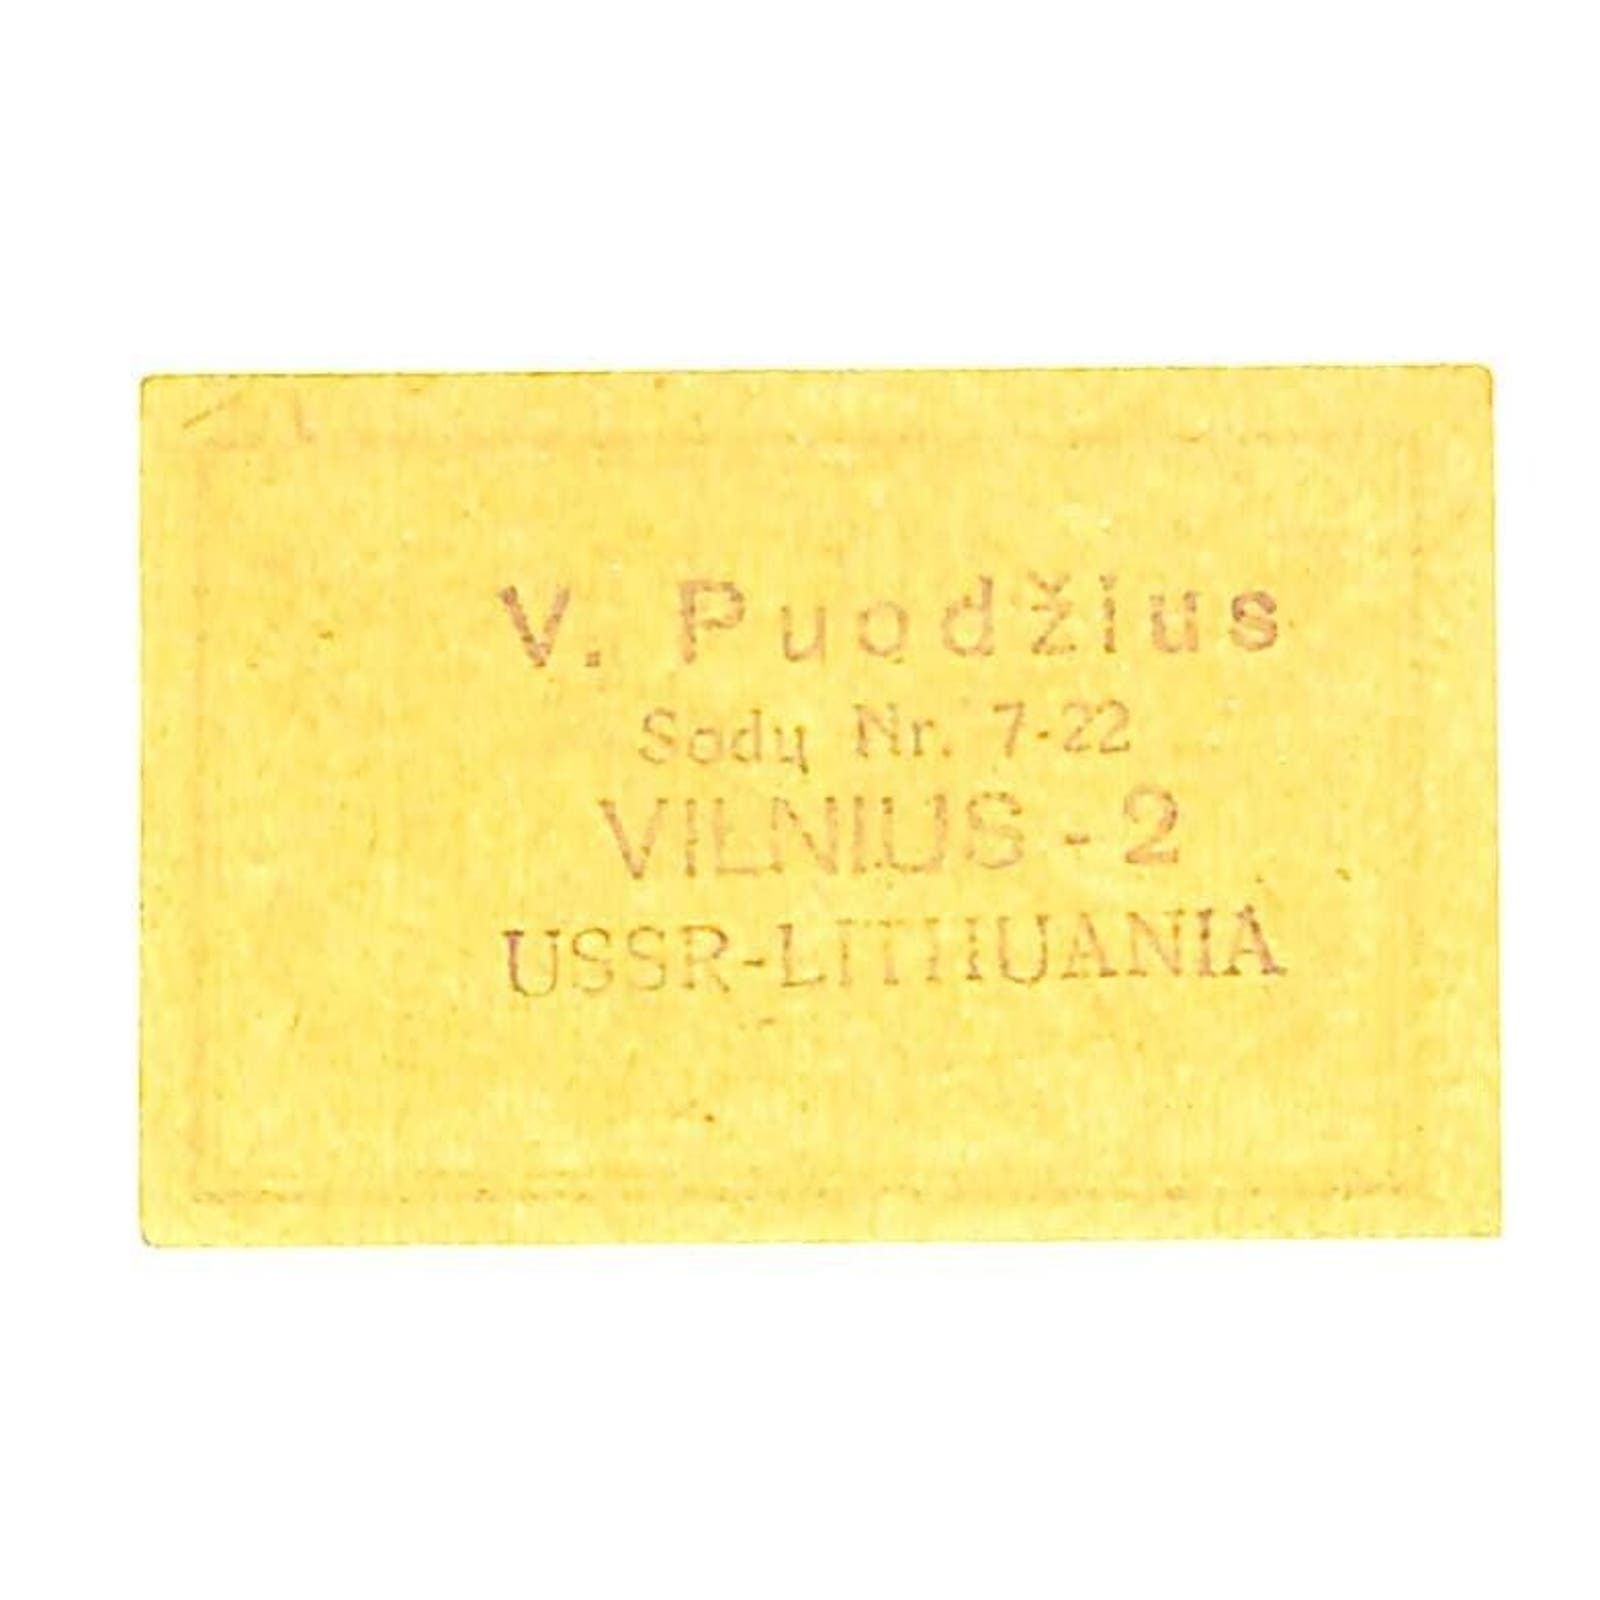 V. Puodžius
Sodų Nr. 7-22
VILNIUS - 2
USSR-LITHUANIA